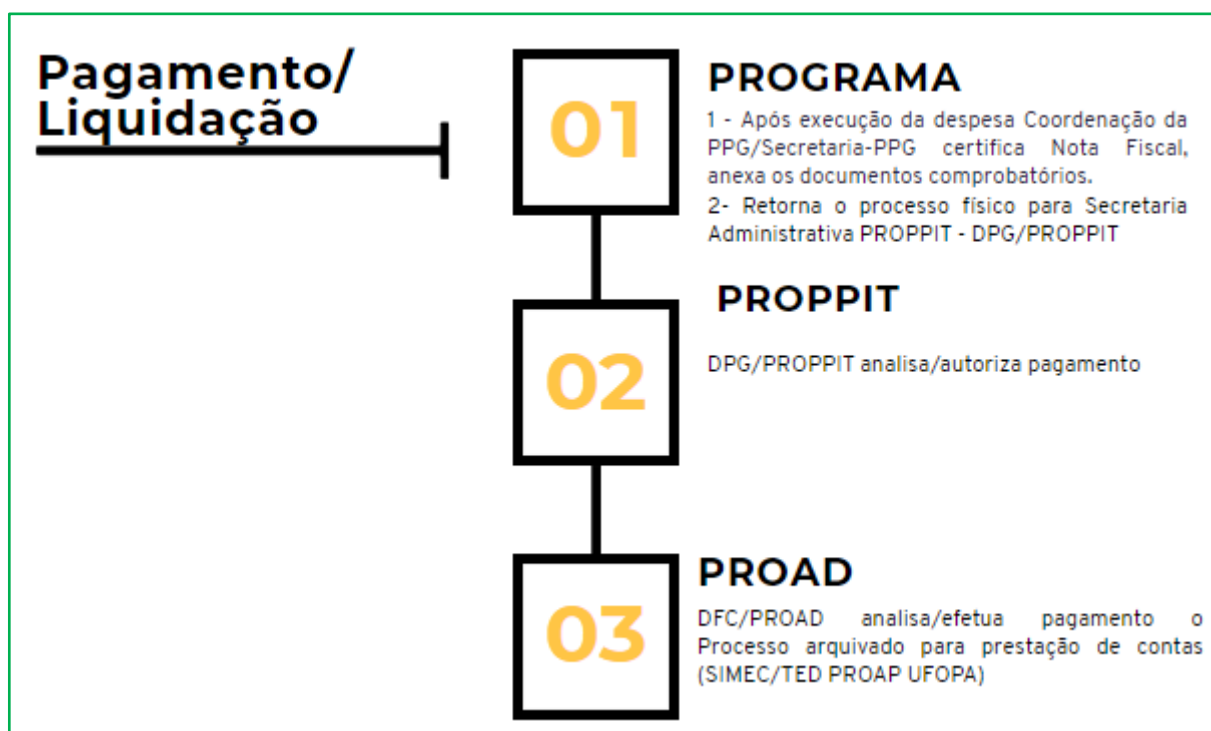 Pagamento/
Liquidação
01
PROGRAMA
1 - Após execução da despesa Coordenação da
PPG/Secretaria-PPG certifica Nota Fiscal,
anexa os documentos comprobatórios.
2- Retorna o processo físico para Secretaria
Administrativa PROPPIT - DPG/PROPPIT
02
PROPPIT
DPG/PROPPIT analisa/autoriza pagamento
03
PROAD
DFC/PROAD analisa/efetua pagamento o
Processo arquivado para prestação de contas
(SIMEC/TED PROAP UFOPA)